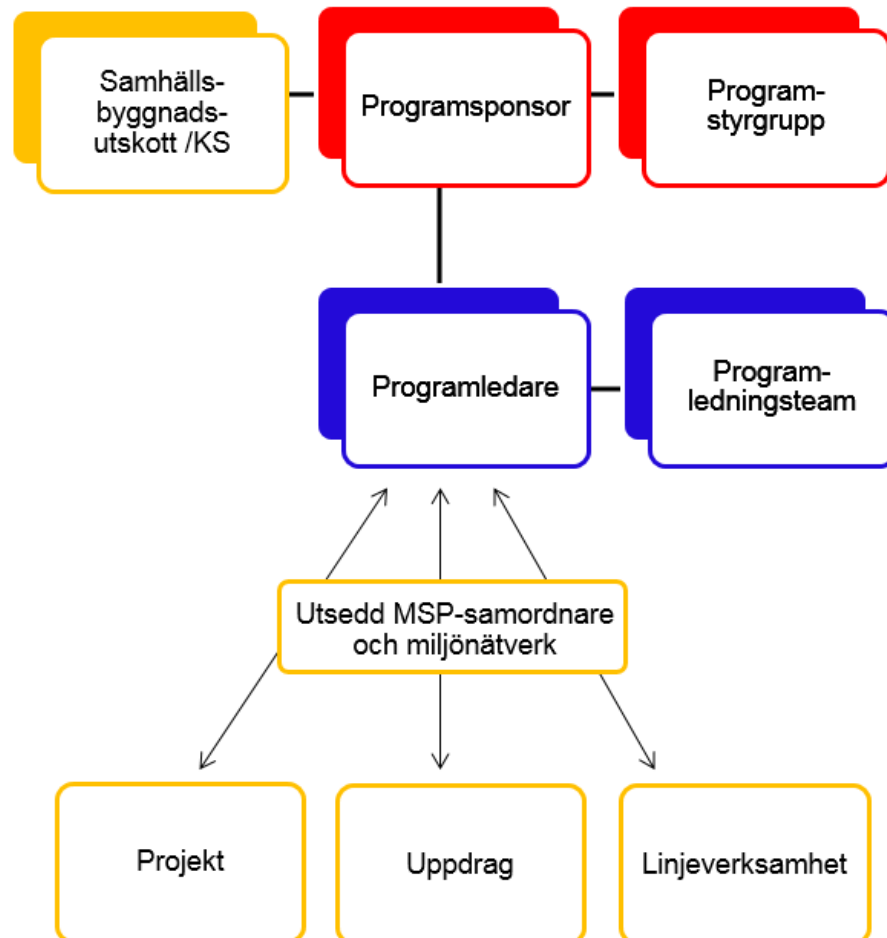 Samhälls-
byggnads-
utskott /KS
Programsponsor
Program-
styrgrupp
Programledare
Program-
ledningsteam
Utsedd MSP-samordnare
och miljönätverk
Projekt
Uppdrag
Linjeverksamhet